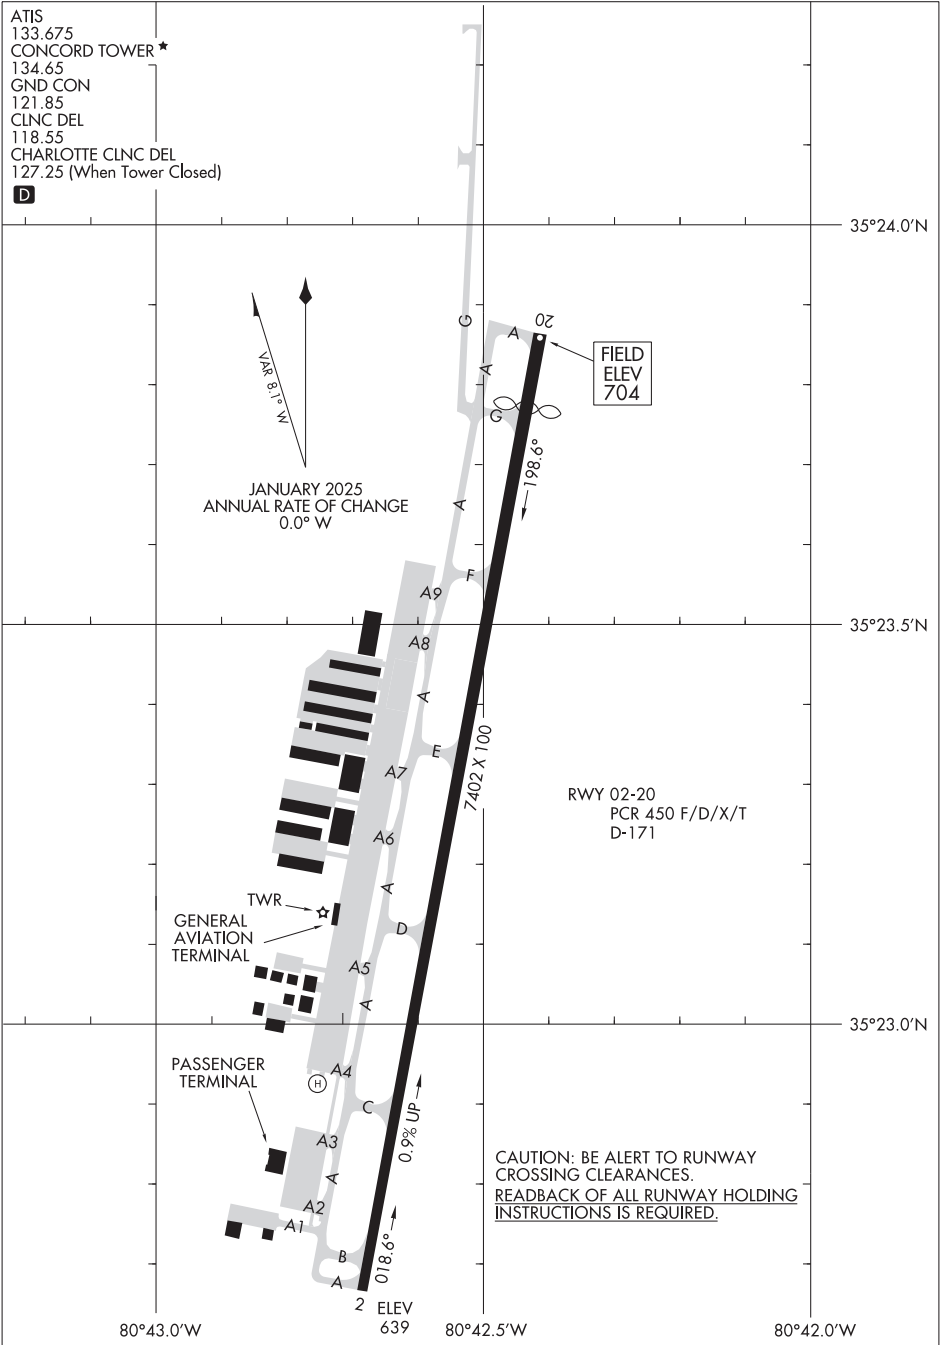 ATIS
133.675
CONCORD TOWER ★
134.65
GND CON
121.85
CLNC DEL
118.55
CHARLOTTE CLNC DEL
127.25 (When Tower Closed)
D
35°24.0'N
VAR 8.1° W
JANUARY 2025
ANNUAL RATE OF CHANGE
0.0° W
G
A
20
FIELD
ELEV
704
A
G
198.6°
A
F
A9
35°23.5'N
A8
A
E
7402 X 100
A7
RWY 02-20
PCR 450 F/D/X/T
D-171
A6
A
TWR
GENERAL
AVIATION
TERMINAL
D
A5
A
35°23.0'N
PASSENGER
TERMINAL
A4
H
C
0.9% UP
A3
A
CAUTION: BE ALERT TO RUNWAY
CROSSING CLEARANCES.
READBACK OF ALL RUNWAY HOLDING
INSTRUCTIONS IS REQUIRED.
A2
A1
018.6°
B
A
2
ELEV
639
80°43.0'W
80°42.5'W
80°42.0'W